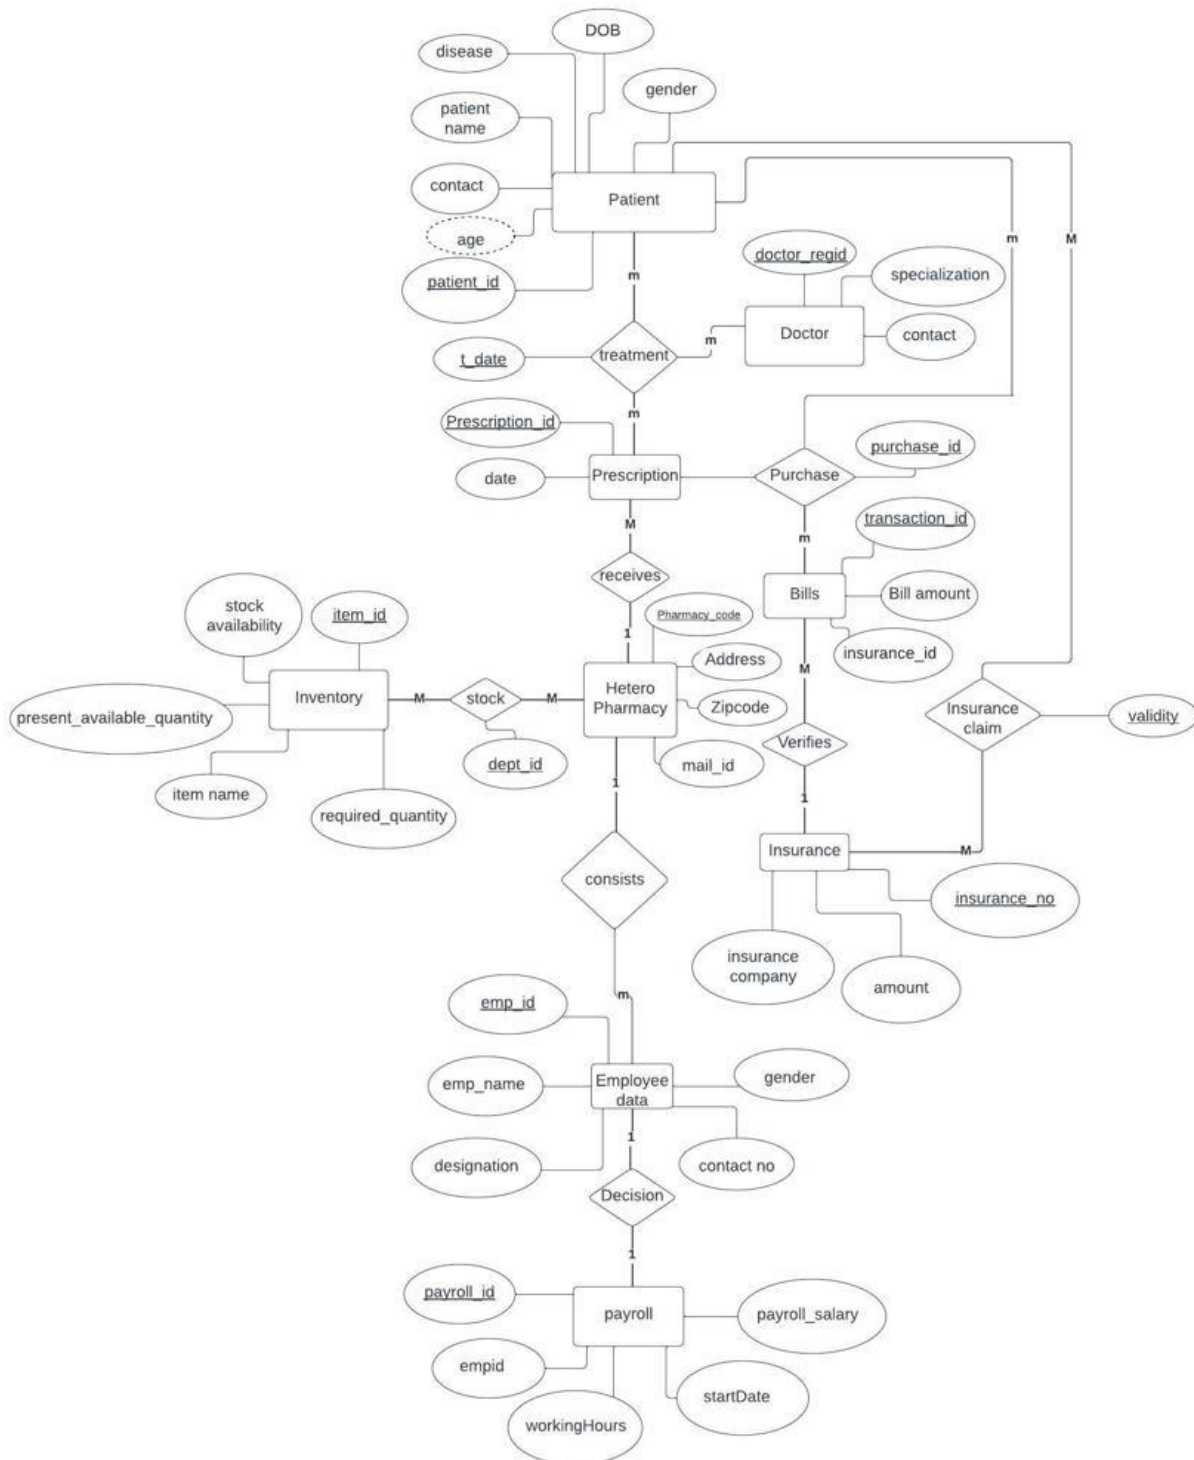 DOB
disease
gender
patient
name
contact
Patient
age
patient_id
m
m
M
doctor_regid
specialization
Doctor
contact
m
t_date
treatment
m
Prescription_id
date
Prescription
Purchase
purchase_id
M
m
transaction_id
Bills
Bill amount
insurance_id
receives
1
Pharmacy_code
Address
Zipcode
mail_id
Hetero
Pharmacy
stock
availability
item_id
Inventory
present_available_quantity
item name
required_quantity
M
stock
M
dept_id
M
Verifies
1
Insurance
claim
validity
M
Insurance
insurance_no
insurance
company
amount
1
consists
m
emp_id
emp_name
Employee
data
gender
designation
contact no
1
Decision
1
payroll_id
payroll
payroll_salary
empid
startDate
workingHours